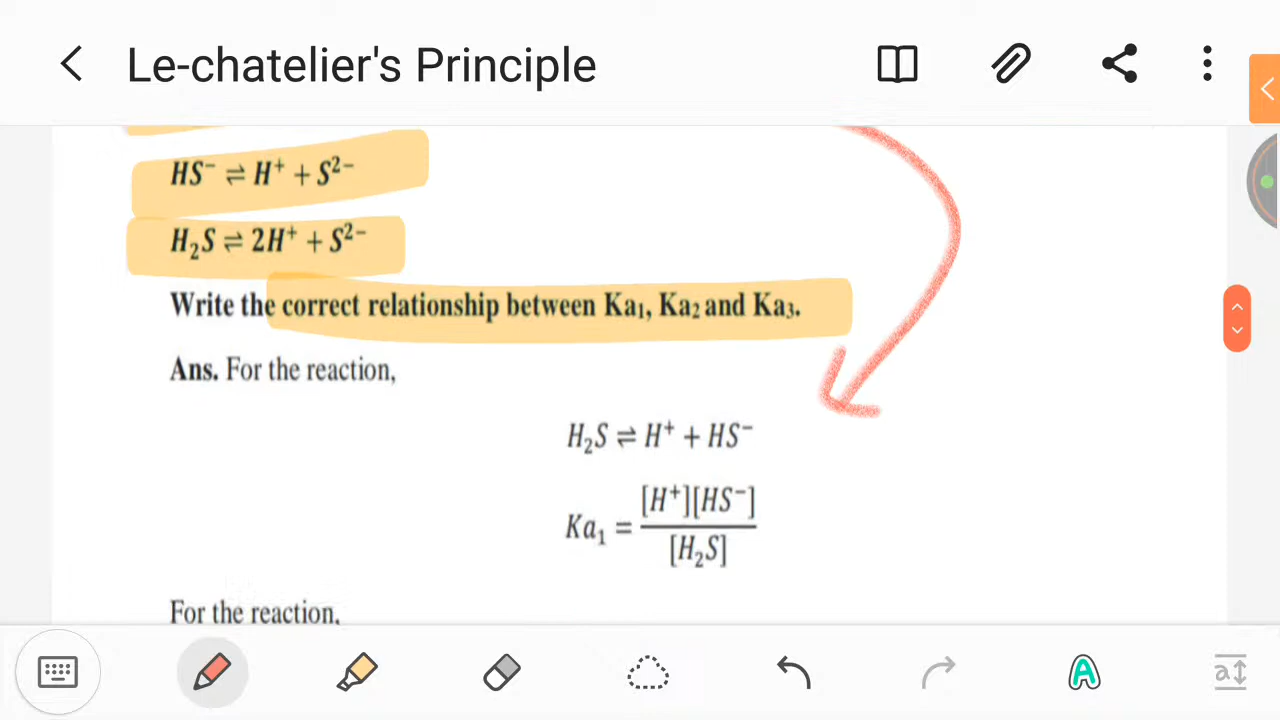 Le-chatelier's Principle
HS⁻ ⇌ H⁺ + S²⁻
H₂S ⇌ 2H⁺ + S²⁻
Write the correct relationship between Ka₁, Ka₂ and Ka₃.
Ans. For the reaction,
H₂S ⇌ H⁺ + HS⁻
Ka₁ = [H⁺][HS⁻] / [H₂S]
For the reaction,
A
a